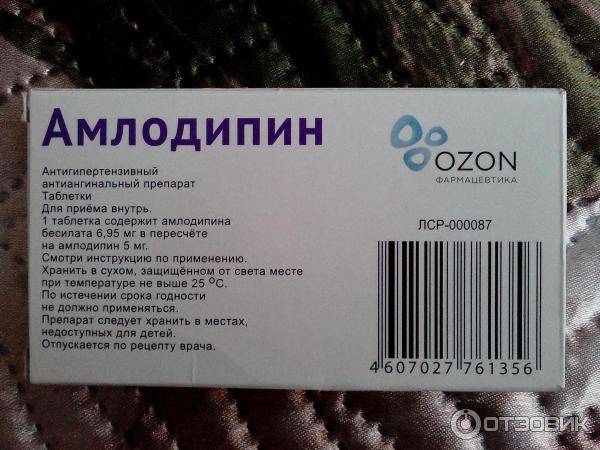 Амлодипин
Антигипертензивный
антиангинальный препарат
Таблетки
Для приёма внутрь.
1 таблетка содержит амлодипина
бесилата 6,95 мг в пересчёте
на амлодипин 5 мг.
Смотри инструкцию по применению.
Хранить в сухом, защищённом от света месте
при температуре не выше 25 ºС.
По истечении срока годности
не должно применяться.
Препарат следует хранить в местах,
недоступных для детей.
Отпускается по рецепту врача.
OZON
ФАРМАЦЕВТИКА
ЛСР-000087
4 607027 761356
ОТЗОВИК